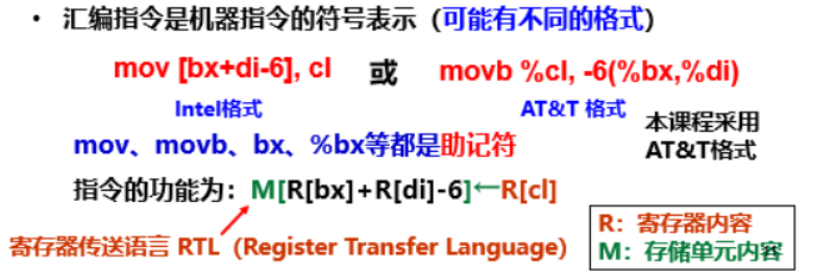 • 汇编指令是机器指令的符号表示（可能有不同的格式）
mov [bx+di-6], cl 或 movb %cl, -6(%bx,%di)
Intel格式 AT&T 格式
mov、movb、bx、%bx等都是助记符
本课程采用
AT&T格式
指令的功能为：M[R[bx]+R[di]-6]←R[cl]
寄存器传送语言 RTL（Register Transfer Language）
R：寄存器内容
M：存储单元内容